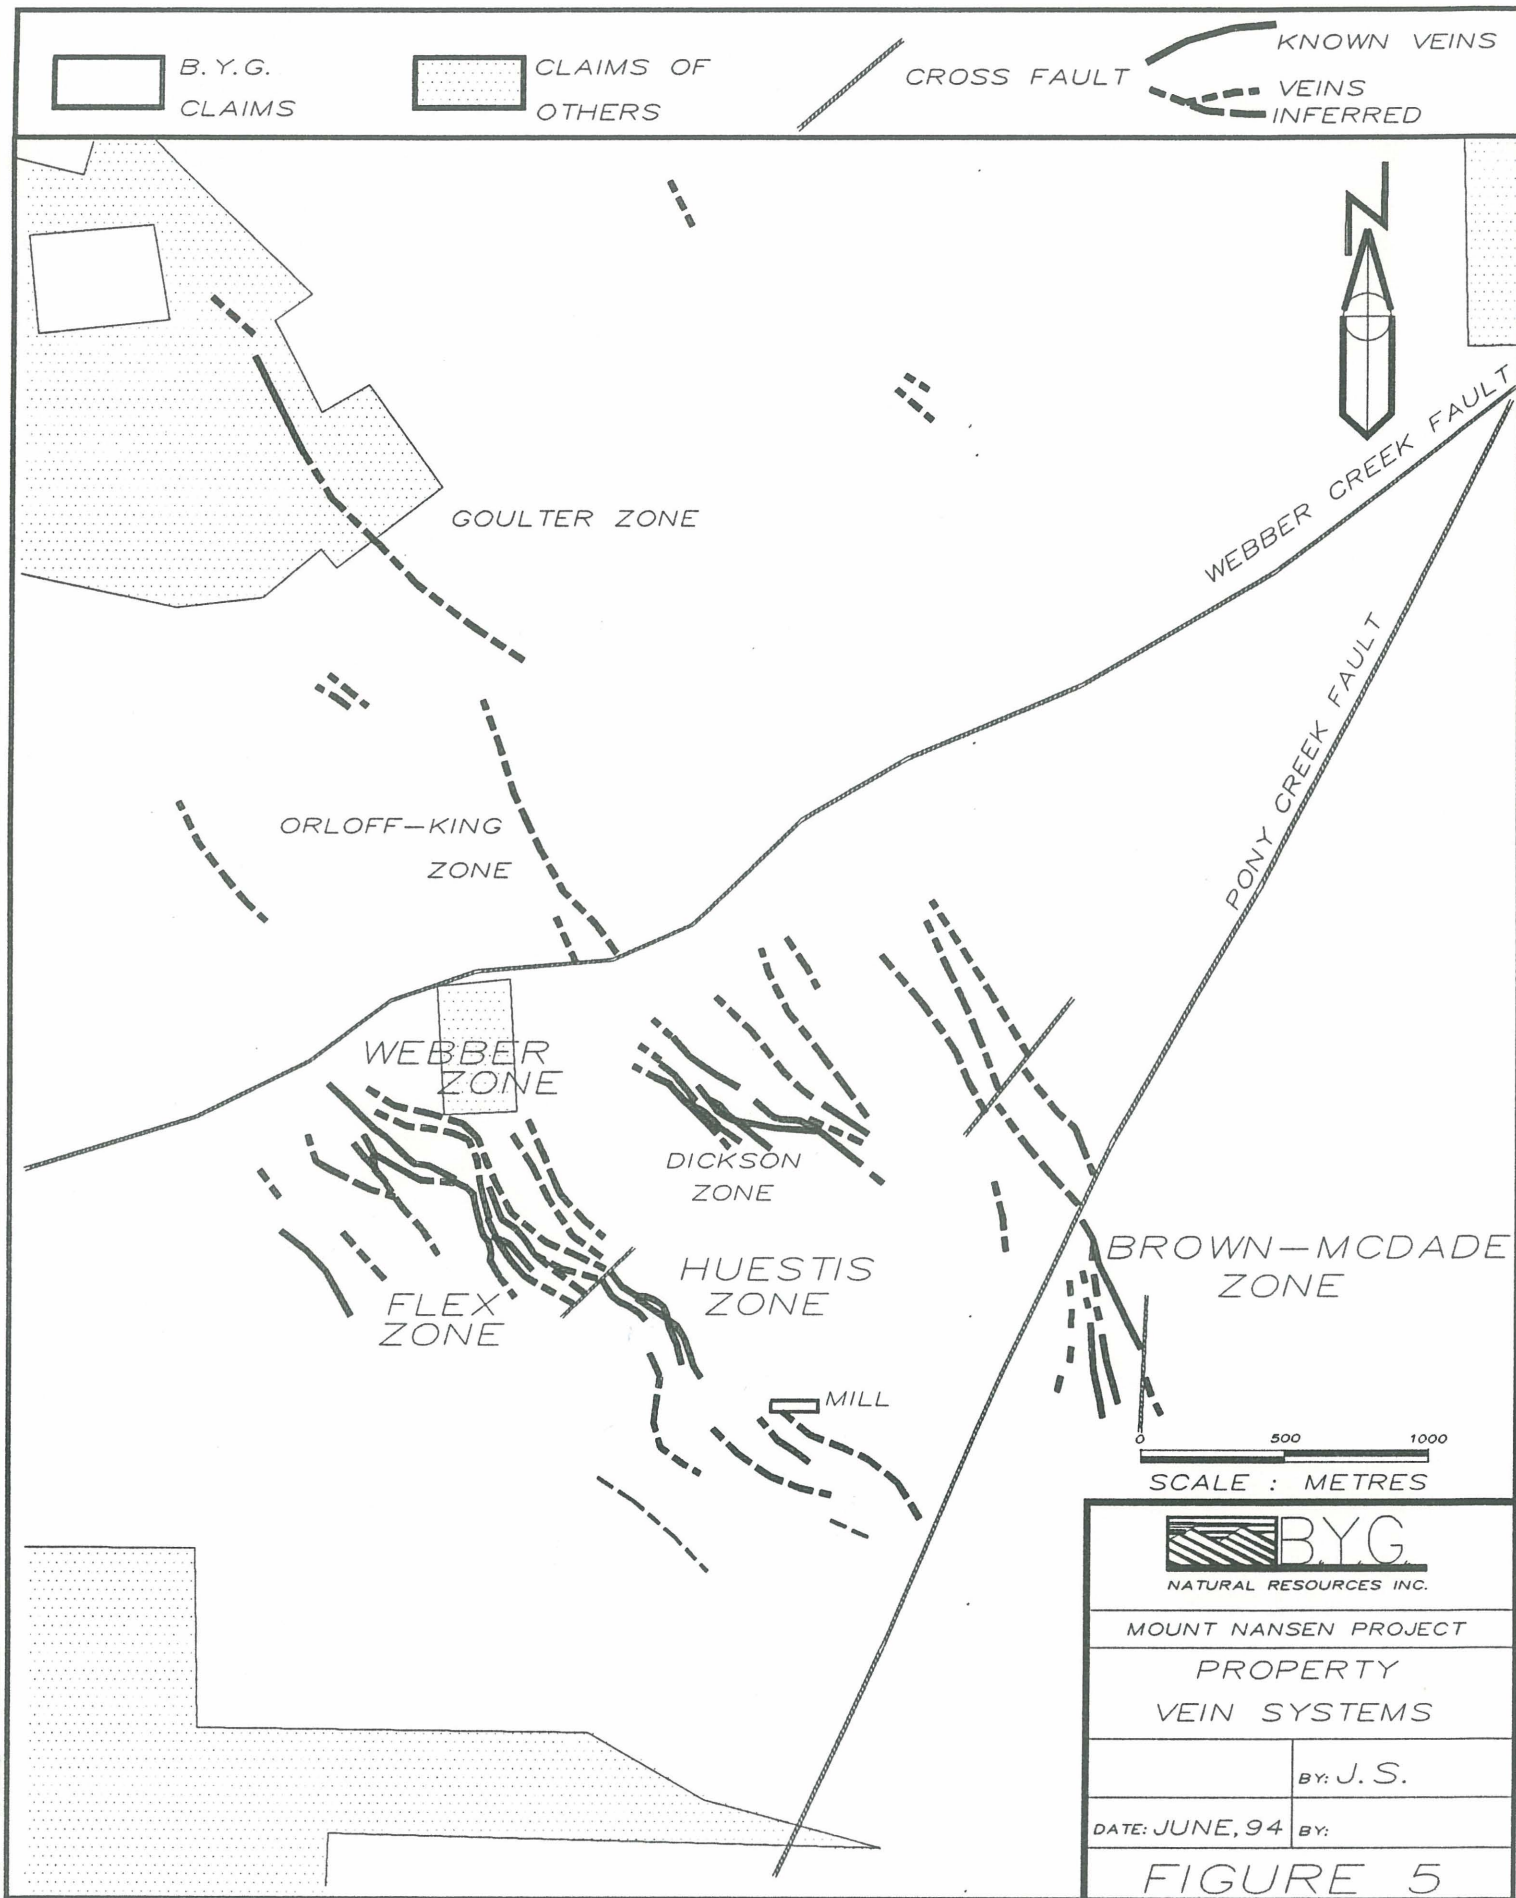 B.Y.G.
CLAIMS
CLAIMS OF
OTHERS
CROSS FAULT
KNOWN VEINS
VEINS
INFERRED
N
GOULTER ZONE
WEBBER CREEK FAULT
PONY CREEK FAULT
ORLOFF-KING
ZONE
WEBBER
ZONE
DICKSON
ZONE
BROWN-MCDADE
ZONE
HUESTIS
ZONE
FLEX
ZONE
MILL
0 500 1000
SCALE : METRES
B.Y.G.
NATURAL RESOURCES INC.
MOUNT NANSEN PROJECT
PROPERTY
VEIN SYSTEMS
BY: J. S.
DATE: JUNE, 94 BY:
FIGURE 5